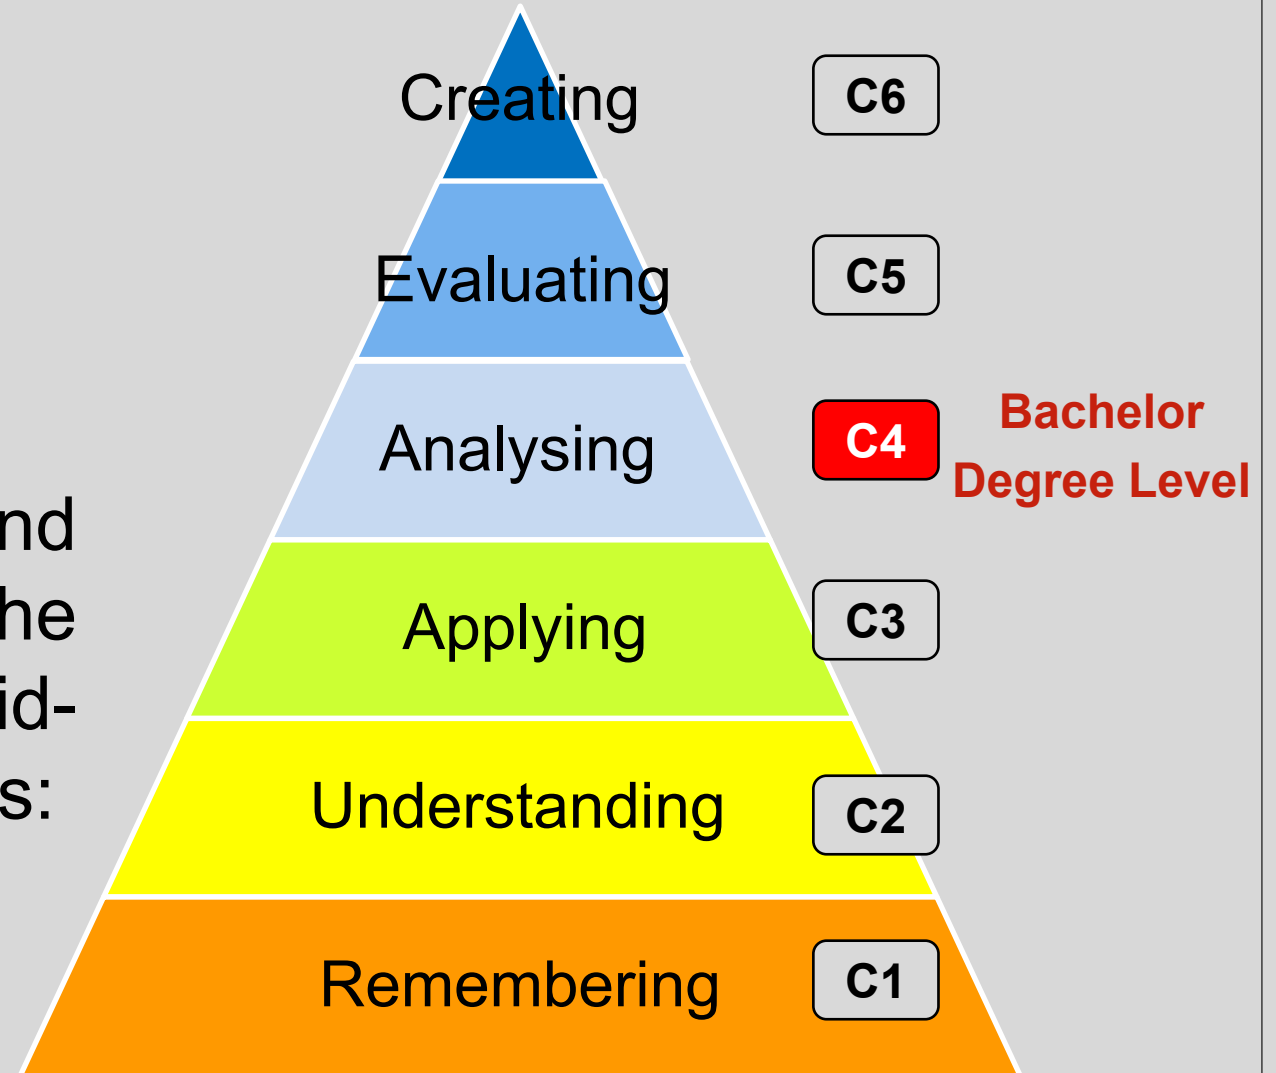 Creating
C6
Evaluating
C5
Analysing
C4
Bachelor
Degree Level
Applying
C3
Understanding
C2
Remembering
C1
nd
he
id-
s: